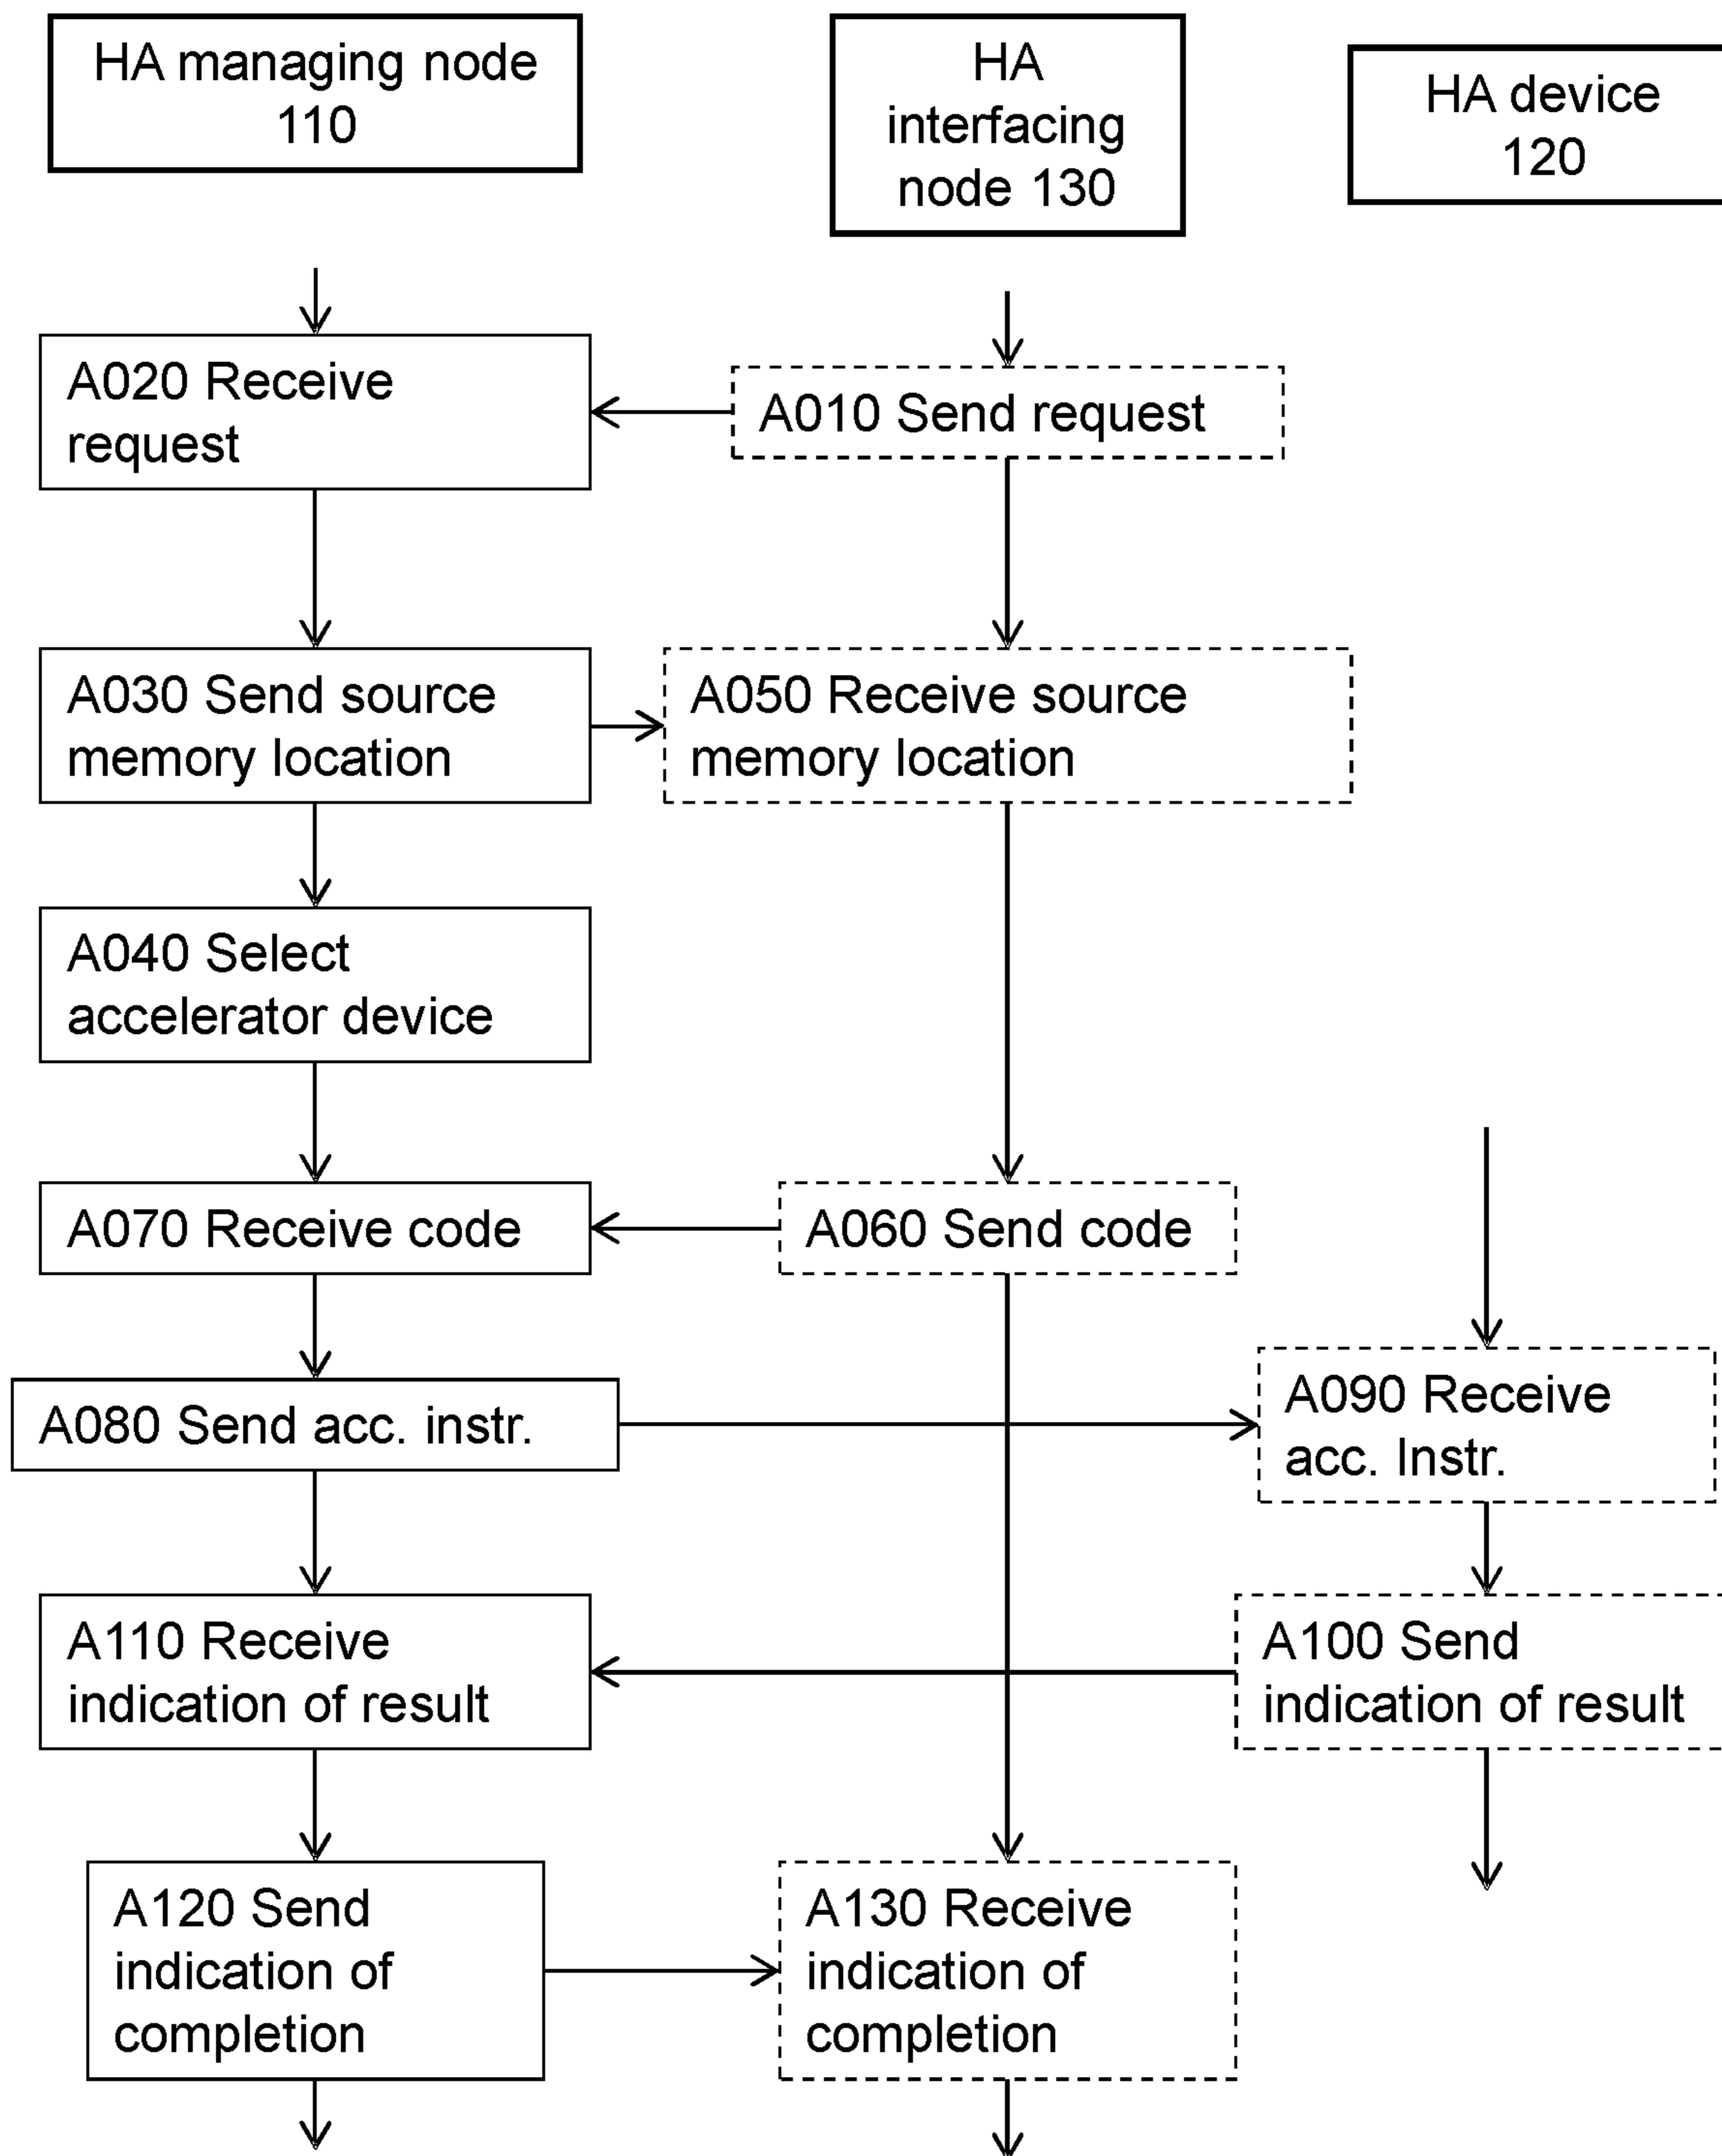 HA managing node
110
HA
interfacing
node 130
HA device
120
A020 Receive
request
A010 Send request
A030 Send source
memory location
A050 Receive source
memory location
A040 Select
accelerator device
A070 Receive code
A060 Send code
A080 Send acc. instr.
A090 Receive
acc. Instr.
A110 Receive
indication of result
A100 Send
indication of result
A120 Send
indication of
completion
A130 Receive
indication of
completion